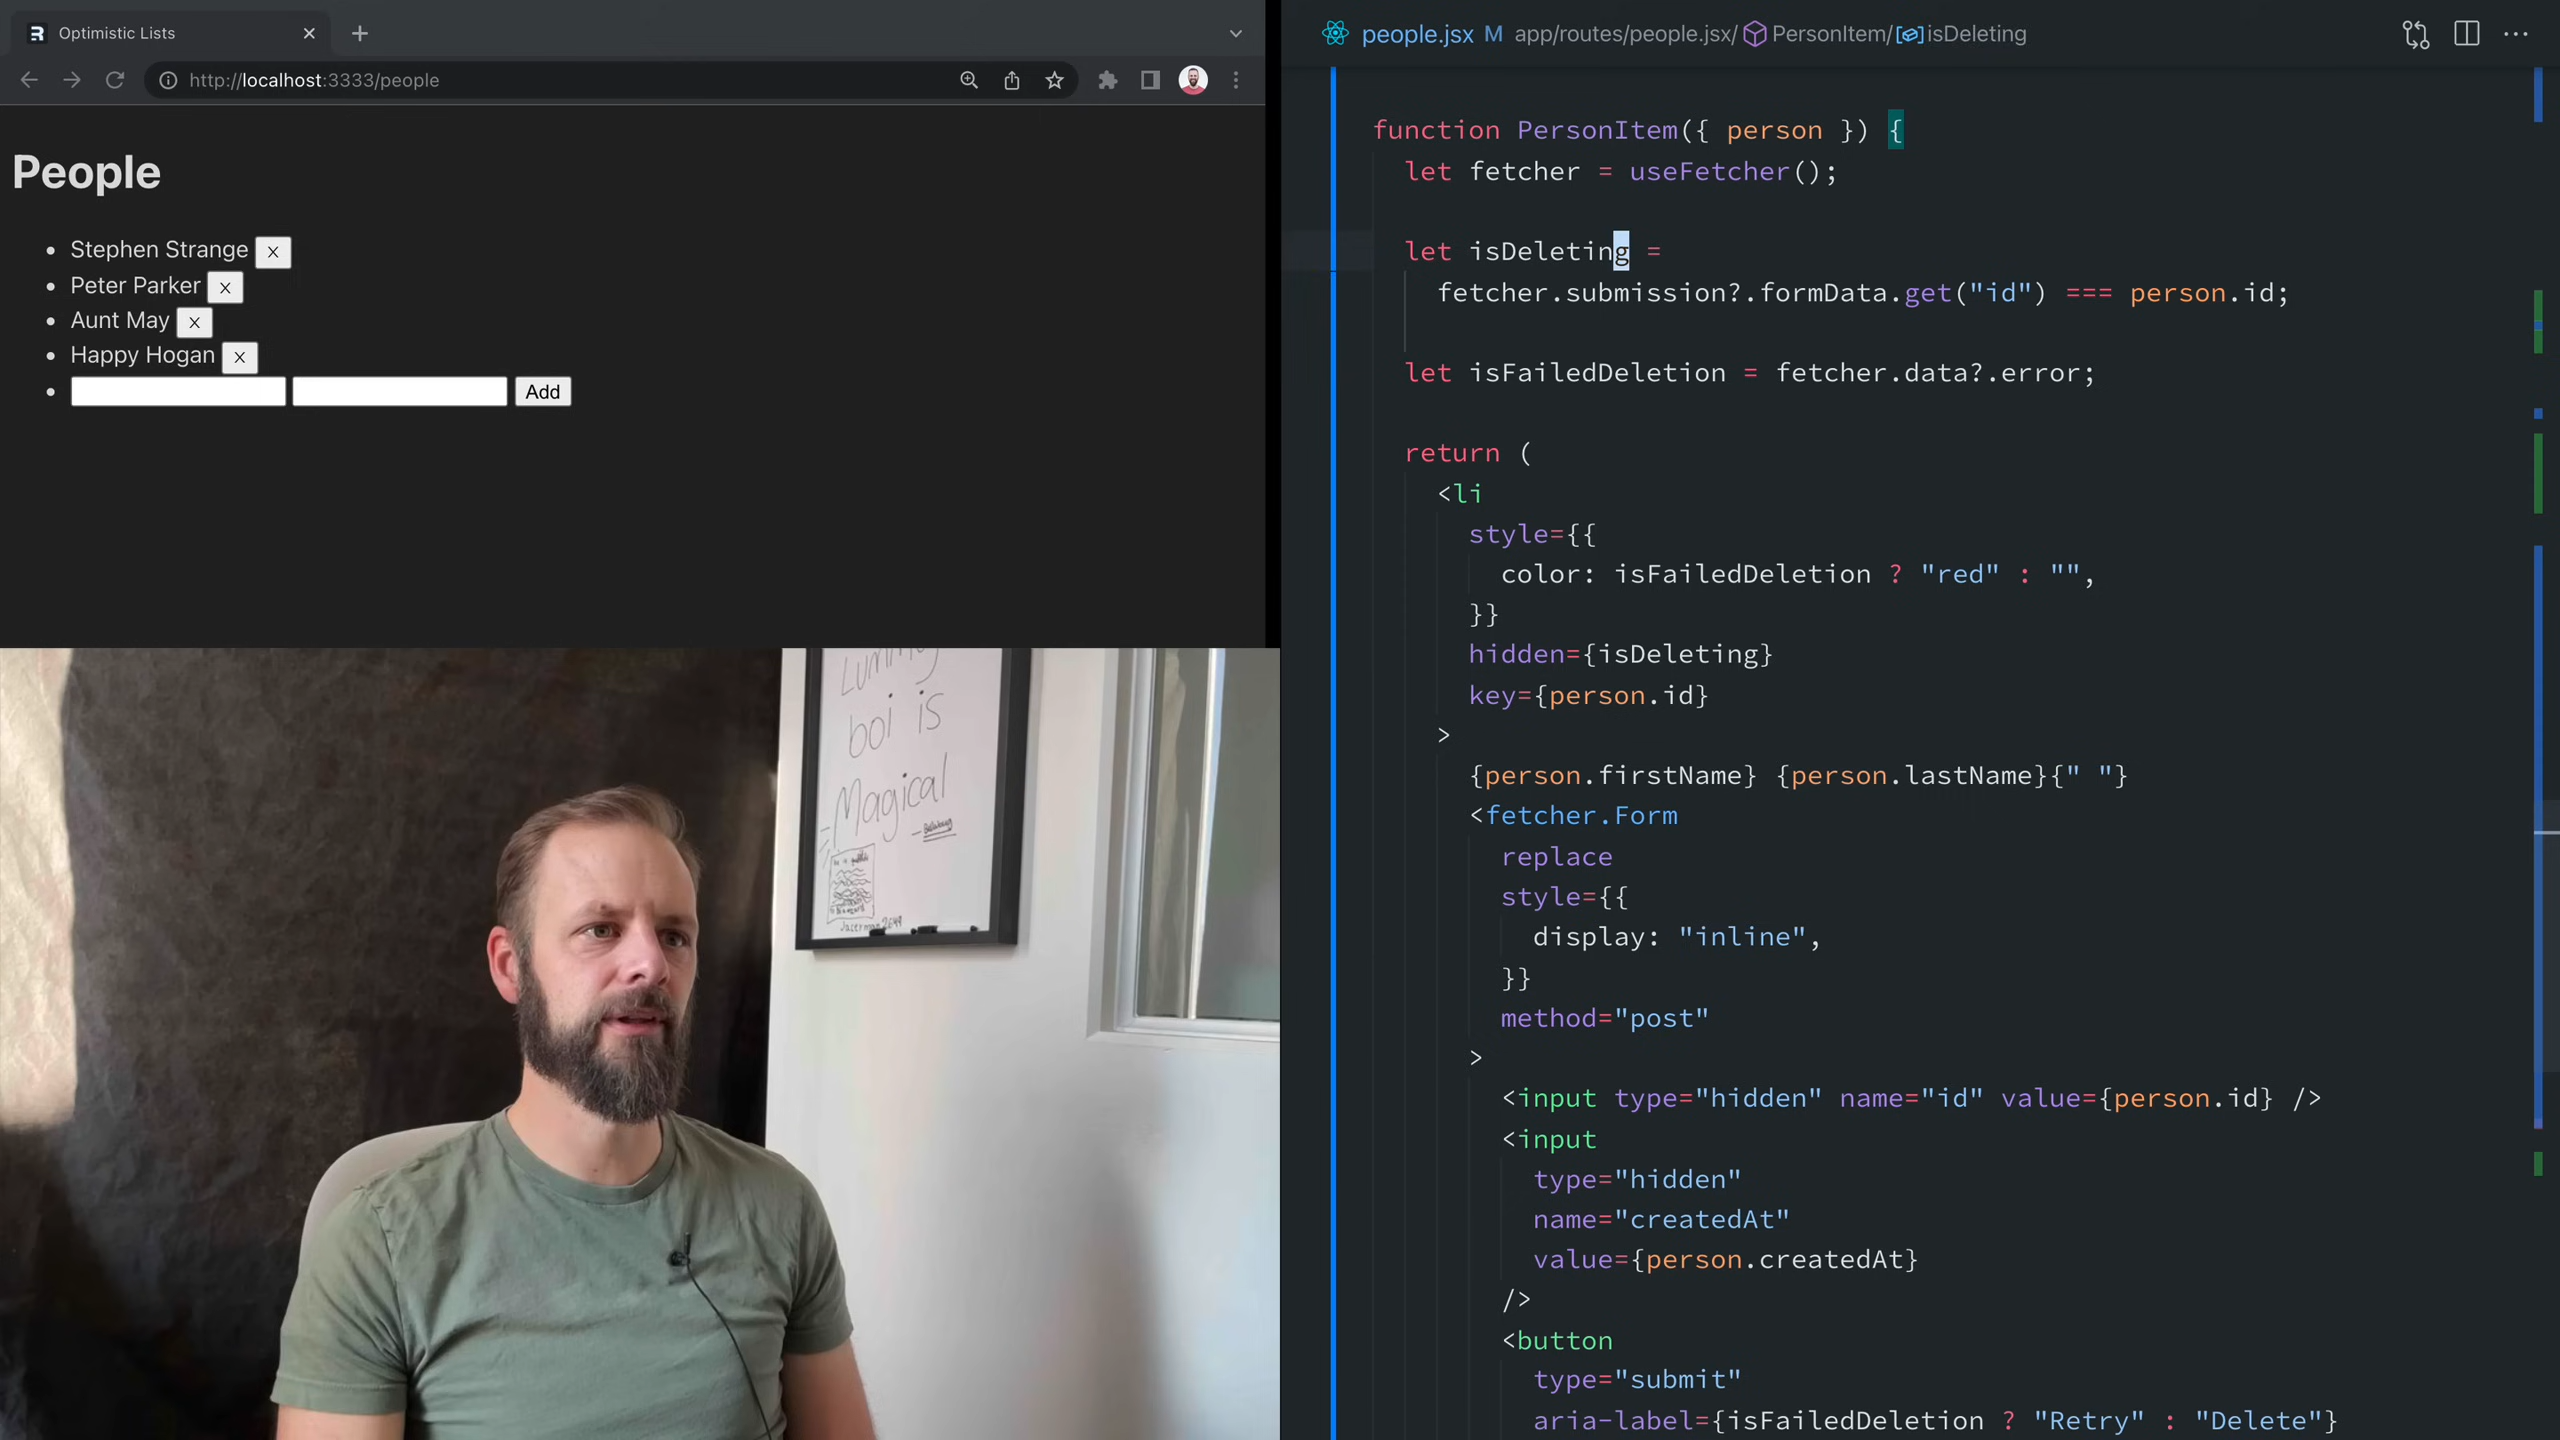 Optimistic Lists
http://localhost:3333/people
People
Stephen Strange x
Peter Parker x
Aunt May x
Happy Hogan x
Add
boi is
Magical
Jacerman2049
people.jsx M app/routes/people.jsx/ PersonItem/ isDeleting
function PersonItem({ person }) {
let fetcher = useFetcher();
let isDeleting =
fetcher.submission?.formData.get("id") === person.id;
let isFailedDeletion = fetcher.data?.error;
return (
<li
style={{
color: isFailedDeletion ? "red" : "",
}}
hidden={isDeleting}
key={person.id}
>
{person.firstName} {person.lastName}{" "}
<fetcher.Form
replace
style={{
display: "inline",
}}
method="post"
>
<input type="hidden" name="id" value={person.id} />
<input
type="hidden"
name="createdAt"
value={person.createdAt}
/>
<button
type="submit"
aria-label={isFailedDeletion ? "Retry" : "Delete"}